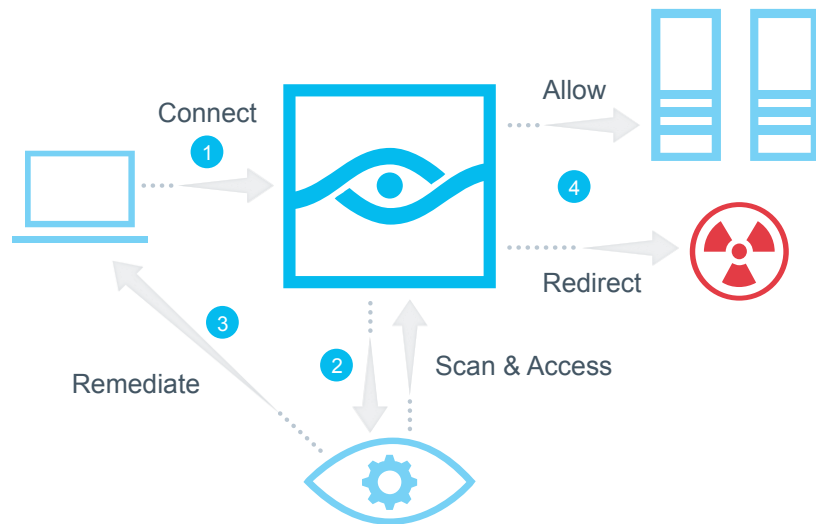 Connect
1
Allow
4
Redirect
3
Remediate
2
Scan & Access